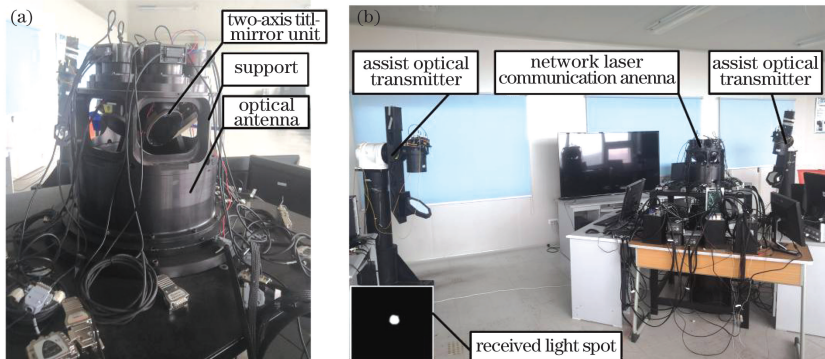 (a)
two-axis titl-
mirror unit
support
optical
antenna
(b)
assist optical
transmitter
network laser
communication anenna
assist optical
transmitter
received light spot